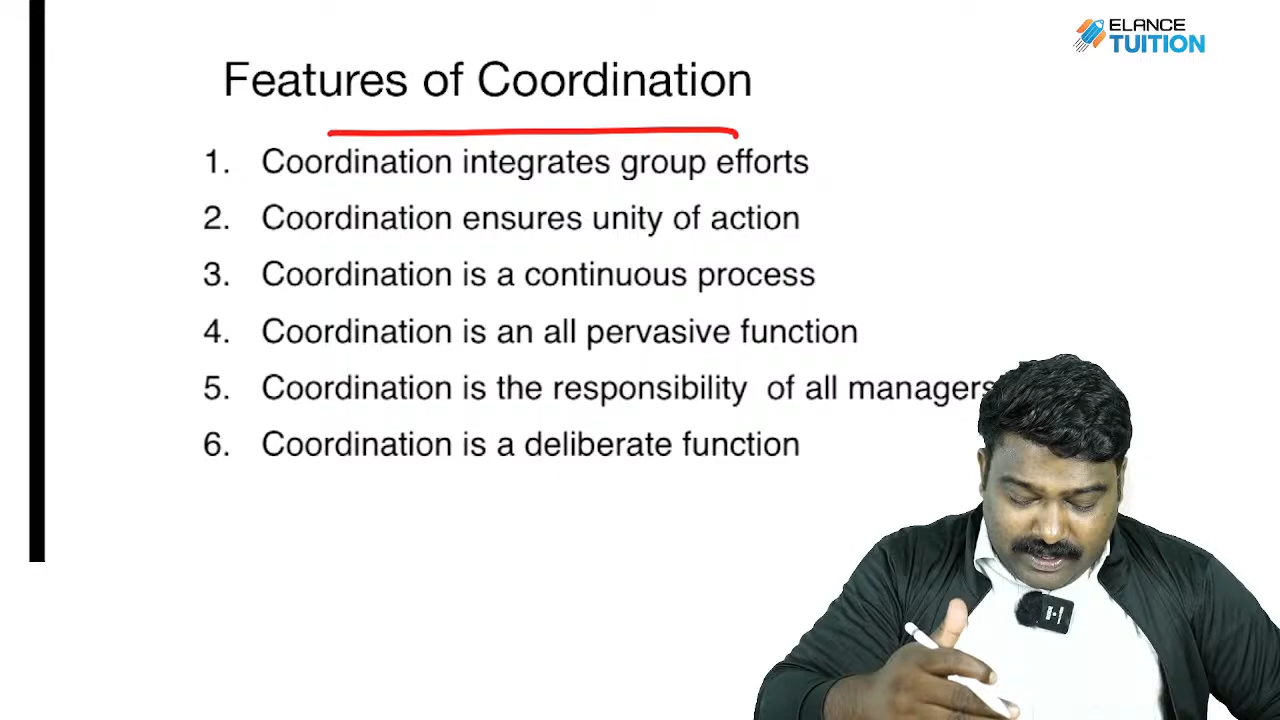 ELANCE
TUITION
Features of Coordination
1. Coordination integrates group efforts
2. Coordination ensures unity of action
3. Coordination is a continuous process
4. Coordination is an all pervasive function
5. Coordination is the responsibility of all managers
6. Coordination is a deliberate function